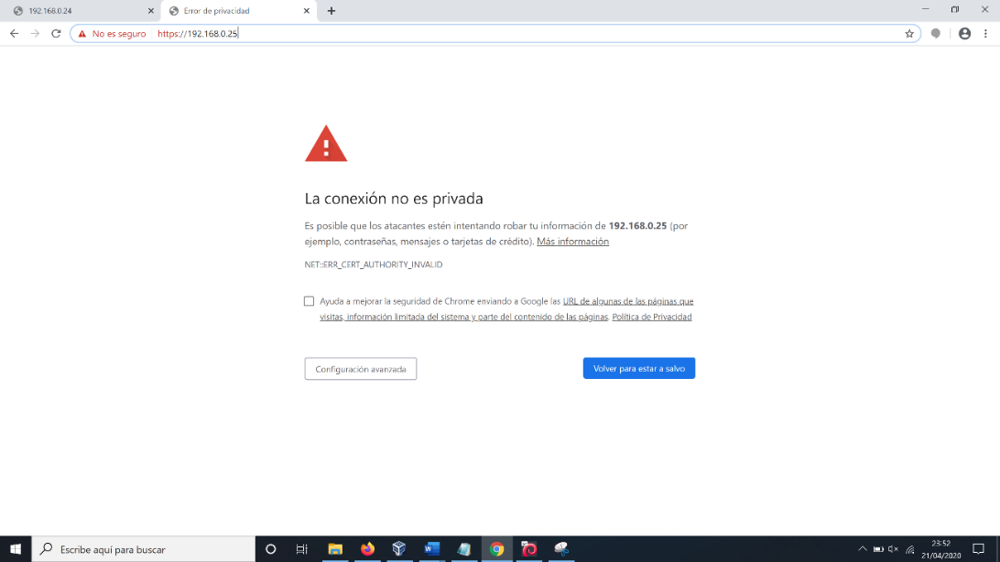 192.168.0.24
Error de privacidad
No es seguro
https://192.168.0.25
La conexión no es privada
Es posible que los atacantes estén intentando robar tu información de 192.168.0.25 (por
ejemplo, contraseñas, mensajes o tarjetas de crédito). Más información
NET::ERR_CERT_AUTHORITY_INVALID
Ayuda a mejorar la seguridad de Chrome enviando a Google las URL de algunas de las páginas que
visitas, información limitada del sistema y parte del contenido de las páginas. Política de Privacidad
Configuración avanzada
Volver para estar a salvo
Escribe aquí para buscar
23:52
21/04/2020